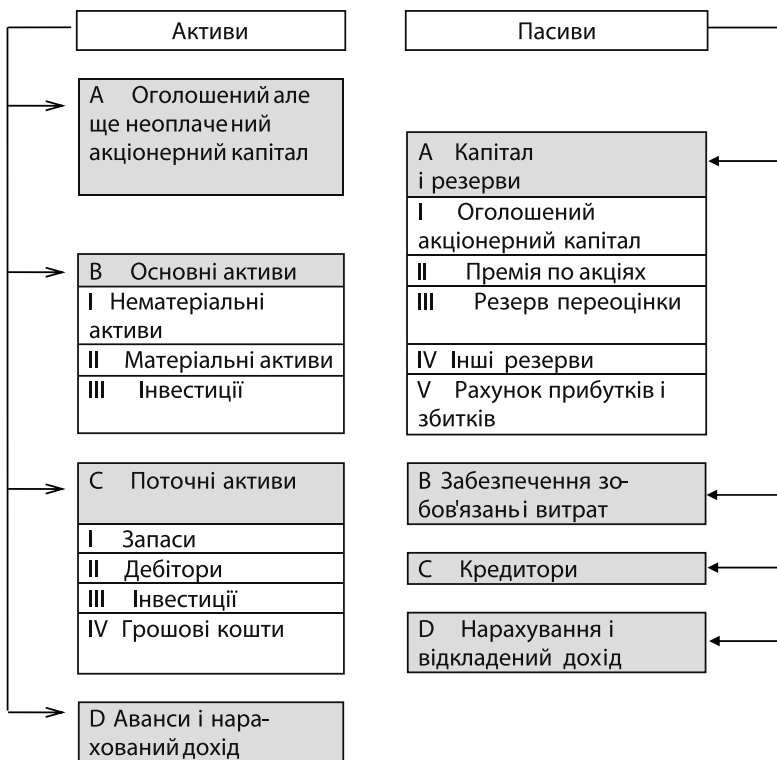 Активи
А Оголошений але
ще неоплачений
акціонерний капітал
В Основні активи
I Нематеріальні
активи
II Матеріальні активи
III Інвестиції
С Поточні активи
I Запаси
II Дебітори
III Інвестиції
IV Грошові кошти
D Аванси і нара-
хований дохід
Пасиви
А Капітал
і резерви
I Оголошений
акціонерний капітал
II Премія по акціях
III Резерв переоцінки
IV Інші резерви
V Рахунок прибутків і
збитків
В Забезпечення зо-
бов'язань і витрат
С Кредитори
D Нарахування і
відкладений дохід